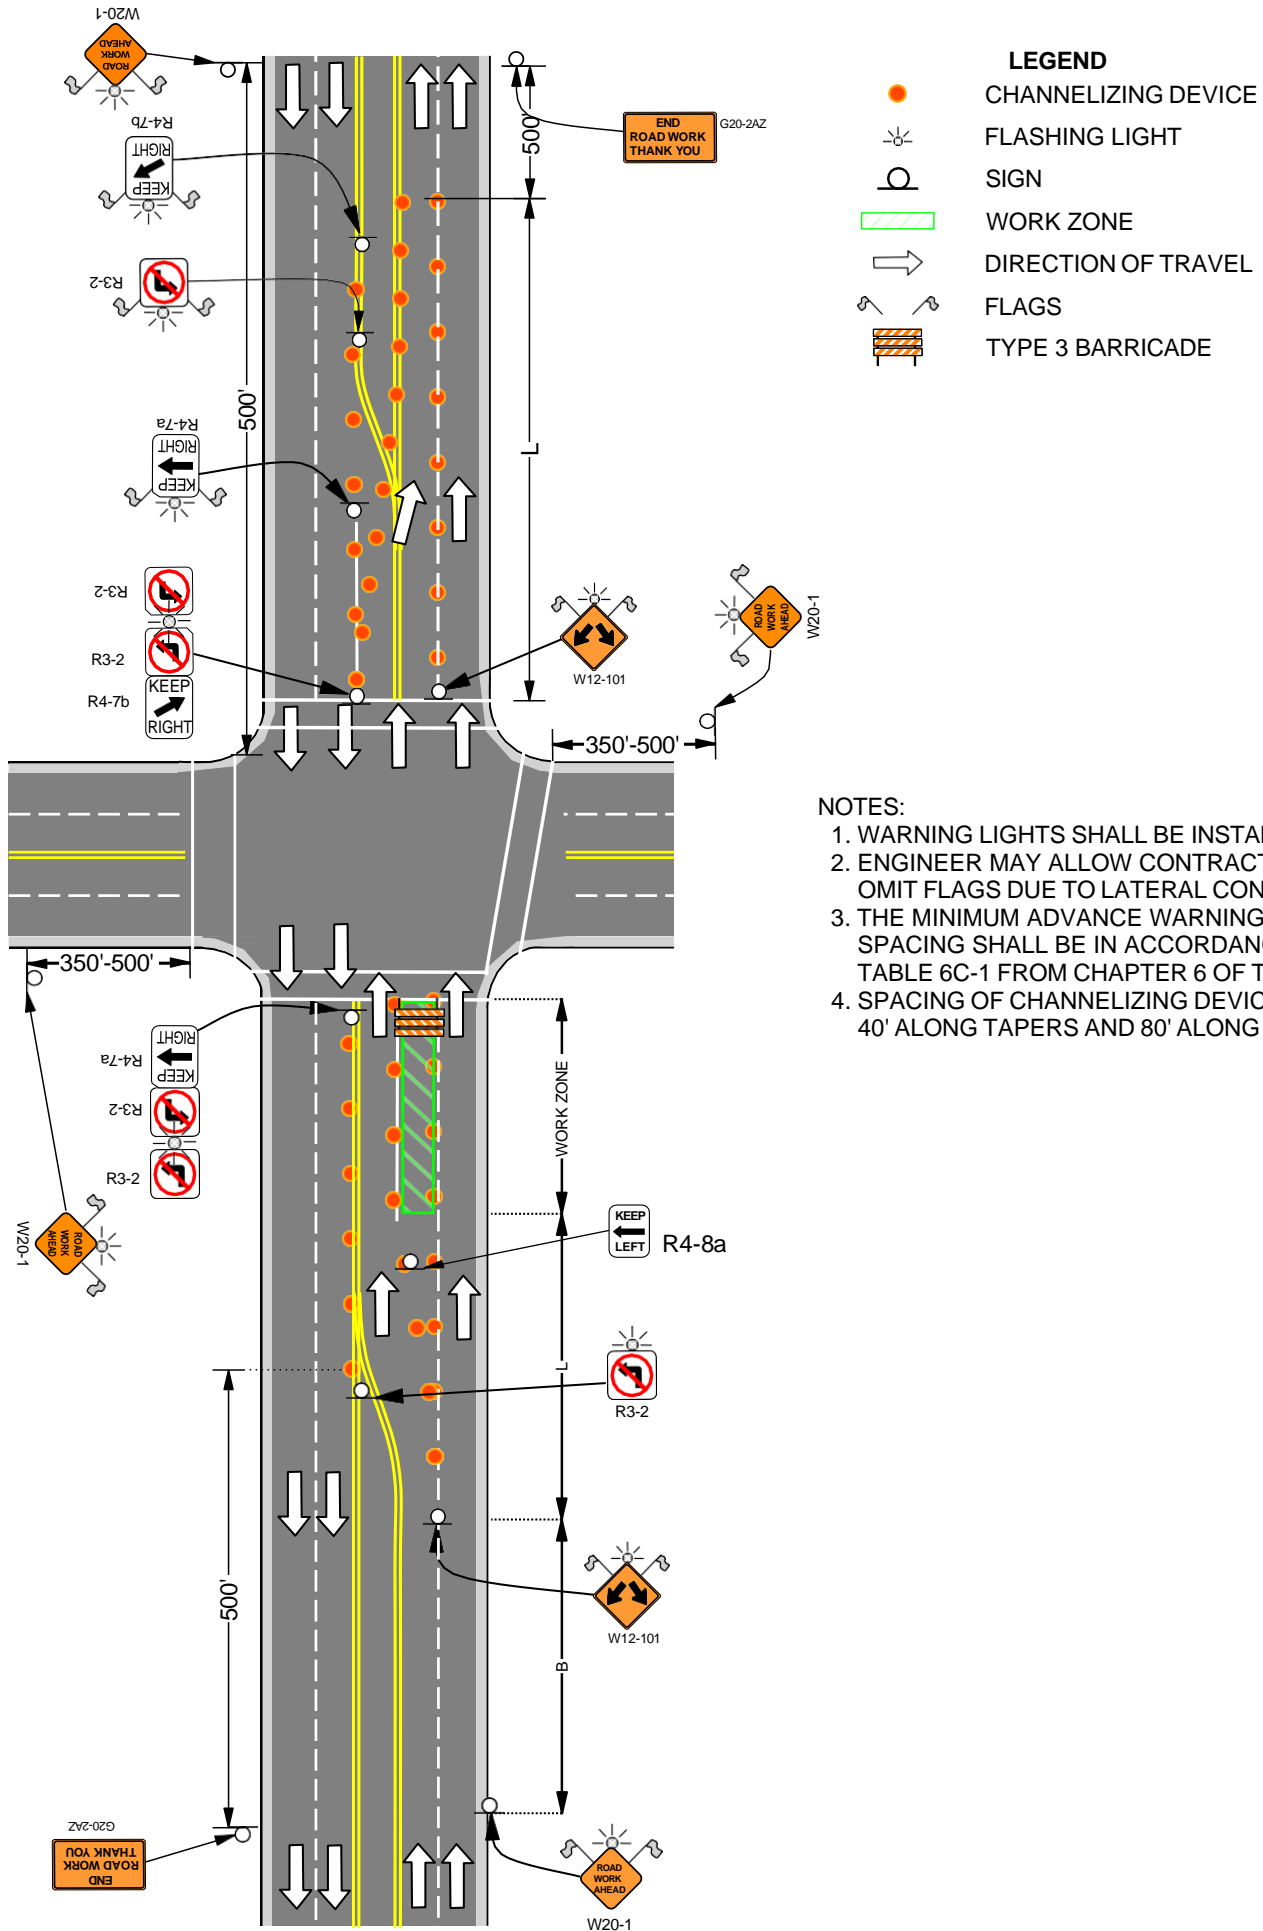 W20-1
ROAD
WORK
AHEAD
R4-7b
KEEP
RIGHT
R3-2
500'
R4-7a
KEEP
RIGHT
R3-2
R3-2
R4-7b
KEEP
RIGHT
500'
END
ROAD WORK
THANK YOU
G20-2AZ
L
W12-101
ROAD
WORK
AHEAD
W20-1
350'-500'
LEGEND
CHANNELIZING DEVICE
FLASHING LIGHT
SIGN
WORK ZONE
DIRECTION OF TRAVEL
FLAGS
TYPE 3 BARRICADE
NOTES:
1. WARNING LIGHTS SHALL BE INSTA
2. ENGINEER MAY ALLOW CONTRACT
OMIT FLAGS DUE TO LATERAL CON
3. THE MINIMUM ADVANCE WARNING
SPACING SHALL BE IN ACCORDAN
TABLE 6C-1 FROM CHAPTER 6 OF T
4. SPACING OF CHANNELIZING DEVIC
40' ALONG TAPERS AND 80' ALONG
350'-500'
R4-7a
KEEP
RIGHT
R3-2
R3-2
W20-1
ROAD
WORK
AHEAD
WORK ZONE
KEEP
LEFT
R4-8a
L
R3-2
500'
W12-101
B
G20-2AZ
END
ROAD WORK
THANK YOU
ROAD
WORK
AHEAD
W20-1